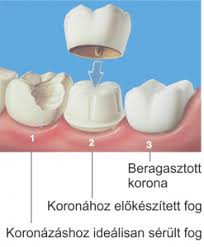 1
2
3
Beragasztott
korona
Koronához előkészített fog
Koronázáshoz ideálisan sérült fog